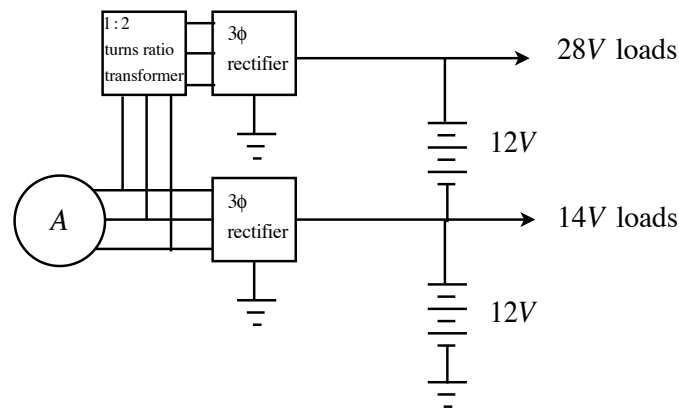 1:2
turns ratio
transformer
3ϕ
rectifier
28V loads
12V
A
3ϕ
rectifier
14V loads
12V